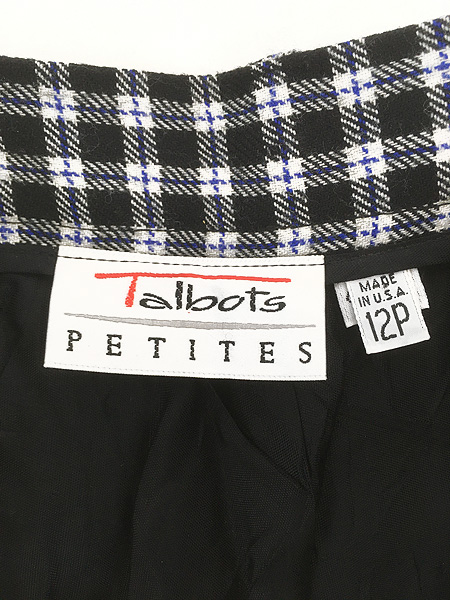 Talbots
PETITES
MADE
IN U.S.A.
12P